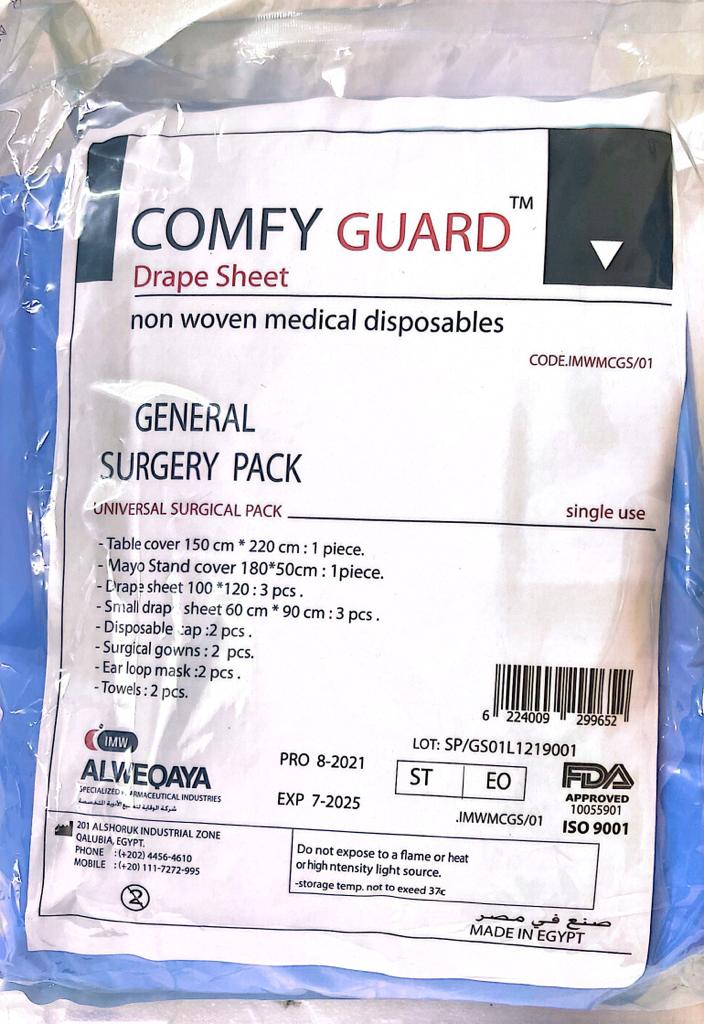 COMFY GUARD™
Drape Sheet
non woven medical disposables
CODE.IMWMCGS/01
GENERAL
SURGERY PACK
UNIVERSAL SURGICAL PACK
single use
- Table cover 150 cm * 220 cm : 1 piece.
- Mayo Stand cover 180*50cm : 1piece.
- Drape sheet 100 *120 : 3 pcs .
- Small drap sheet 60 cm * 90 cm : 3 pcs .
- Disposable cap :2 pcs .
- Surgical gowns : 2 pcs.
- Ear loop mask :2 pcs .
- Towels : 2 pcs.
6 224009 299652
IMW
ALWEQAYA
SPECIALIZED PHARMACEUTICAL INDUSTRIES
PRO 8-2021
EXP 7-2025
LOT: SP/GS01L1219001
ST EO
.IMWMCGS/01
FDA
APPROVED
10055901
ISO 9001
201 ALSHORUK INDUSTRIAL ZONE
QALUBIA, EGYPT.
PHONE : (+202) 4456-4610
MOBILE : (+20) 111-7272-995
2
Do not expose to a flame or heat
or high ntensity light source.
-storage temp. not to exceed 37c
صنع في مصر
MADE IN EGYPT